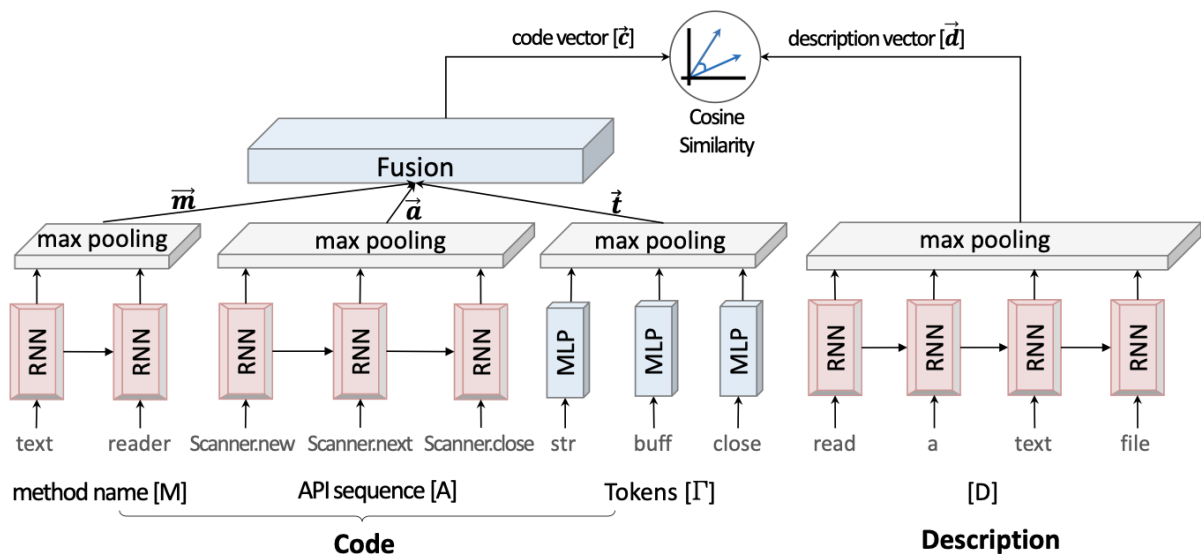 code vector [c⃗] description vector [d⃗]
Cosine
Similarity
Fusion
m⃗ a⃗ t⃗
max pooling max pooling max pooling max pooling
RNN RNN RNN RNN RNN MLP MLP MLP RNN RNN RNN RNN
text reader Scanner.new Scanner.next Scanner.close str buff close read a text file
method name [M] API sequence [A] Tokens [Γ] [D]
Code Description